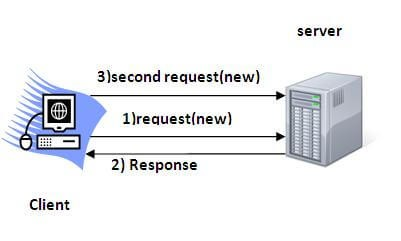 server
3)second request(new)
1)request(new)
2) Response
Client